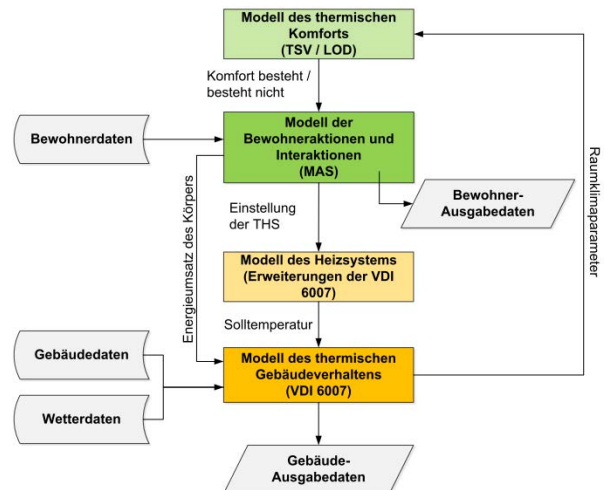 Modell des thermischen
Komforts
(TSV / LOD)
Komfort besteht /
besteht nicht
Bewohnerdaten
Modell der
Bewohneraktionen und
Interaktionen
(MAS)
Bewohner-
Ausgabedaten
Raumklimaparameter
Energieumsatz des Körpers
Einstellung
der THS
Modell des Heizsystems
(Erweiterungen der VDI
6007)
Solltemperatur
Gebäudedaten
Modell des thermischen
Gebäudeverhaltens
(VDI 6007)
Wetterdaten
Gebäude-
Ausgabedaten